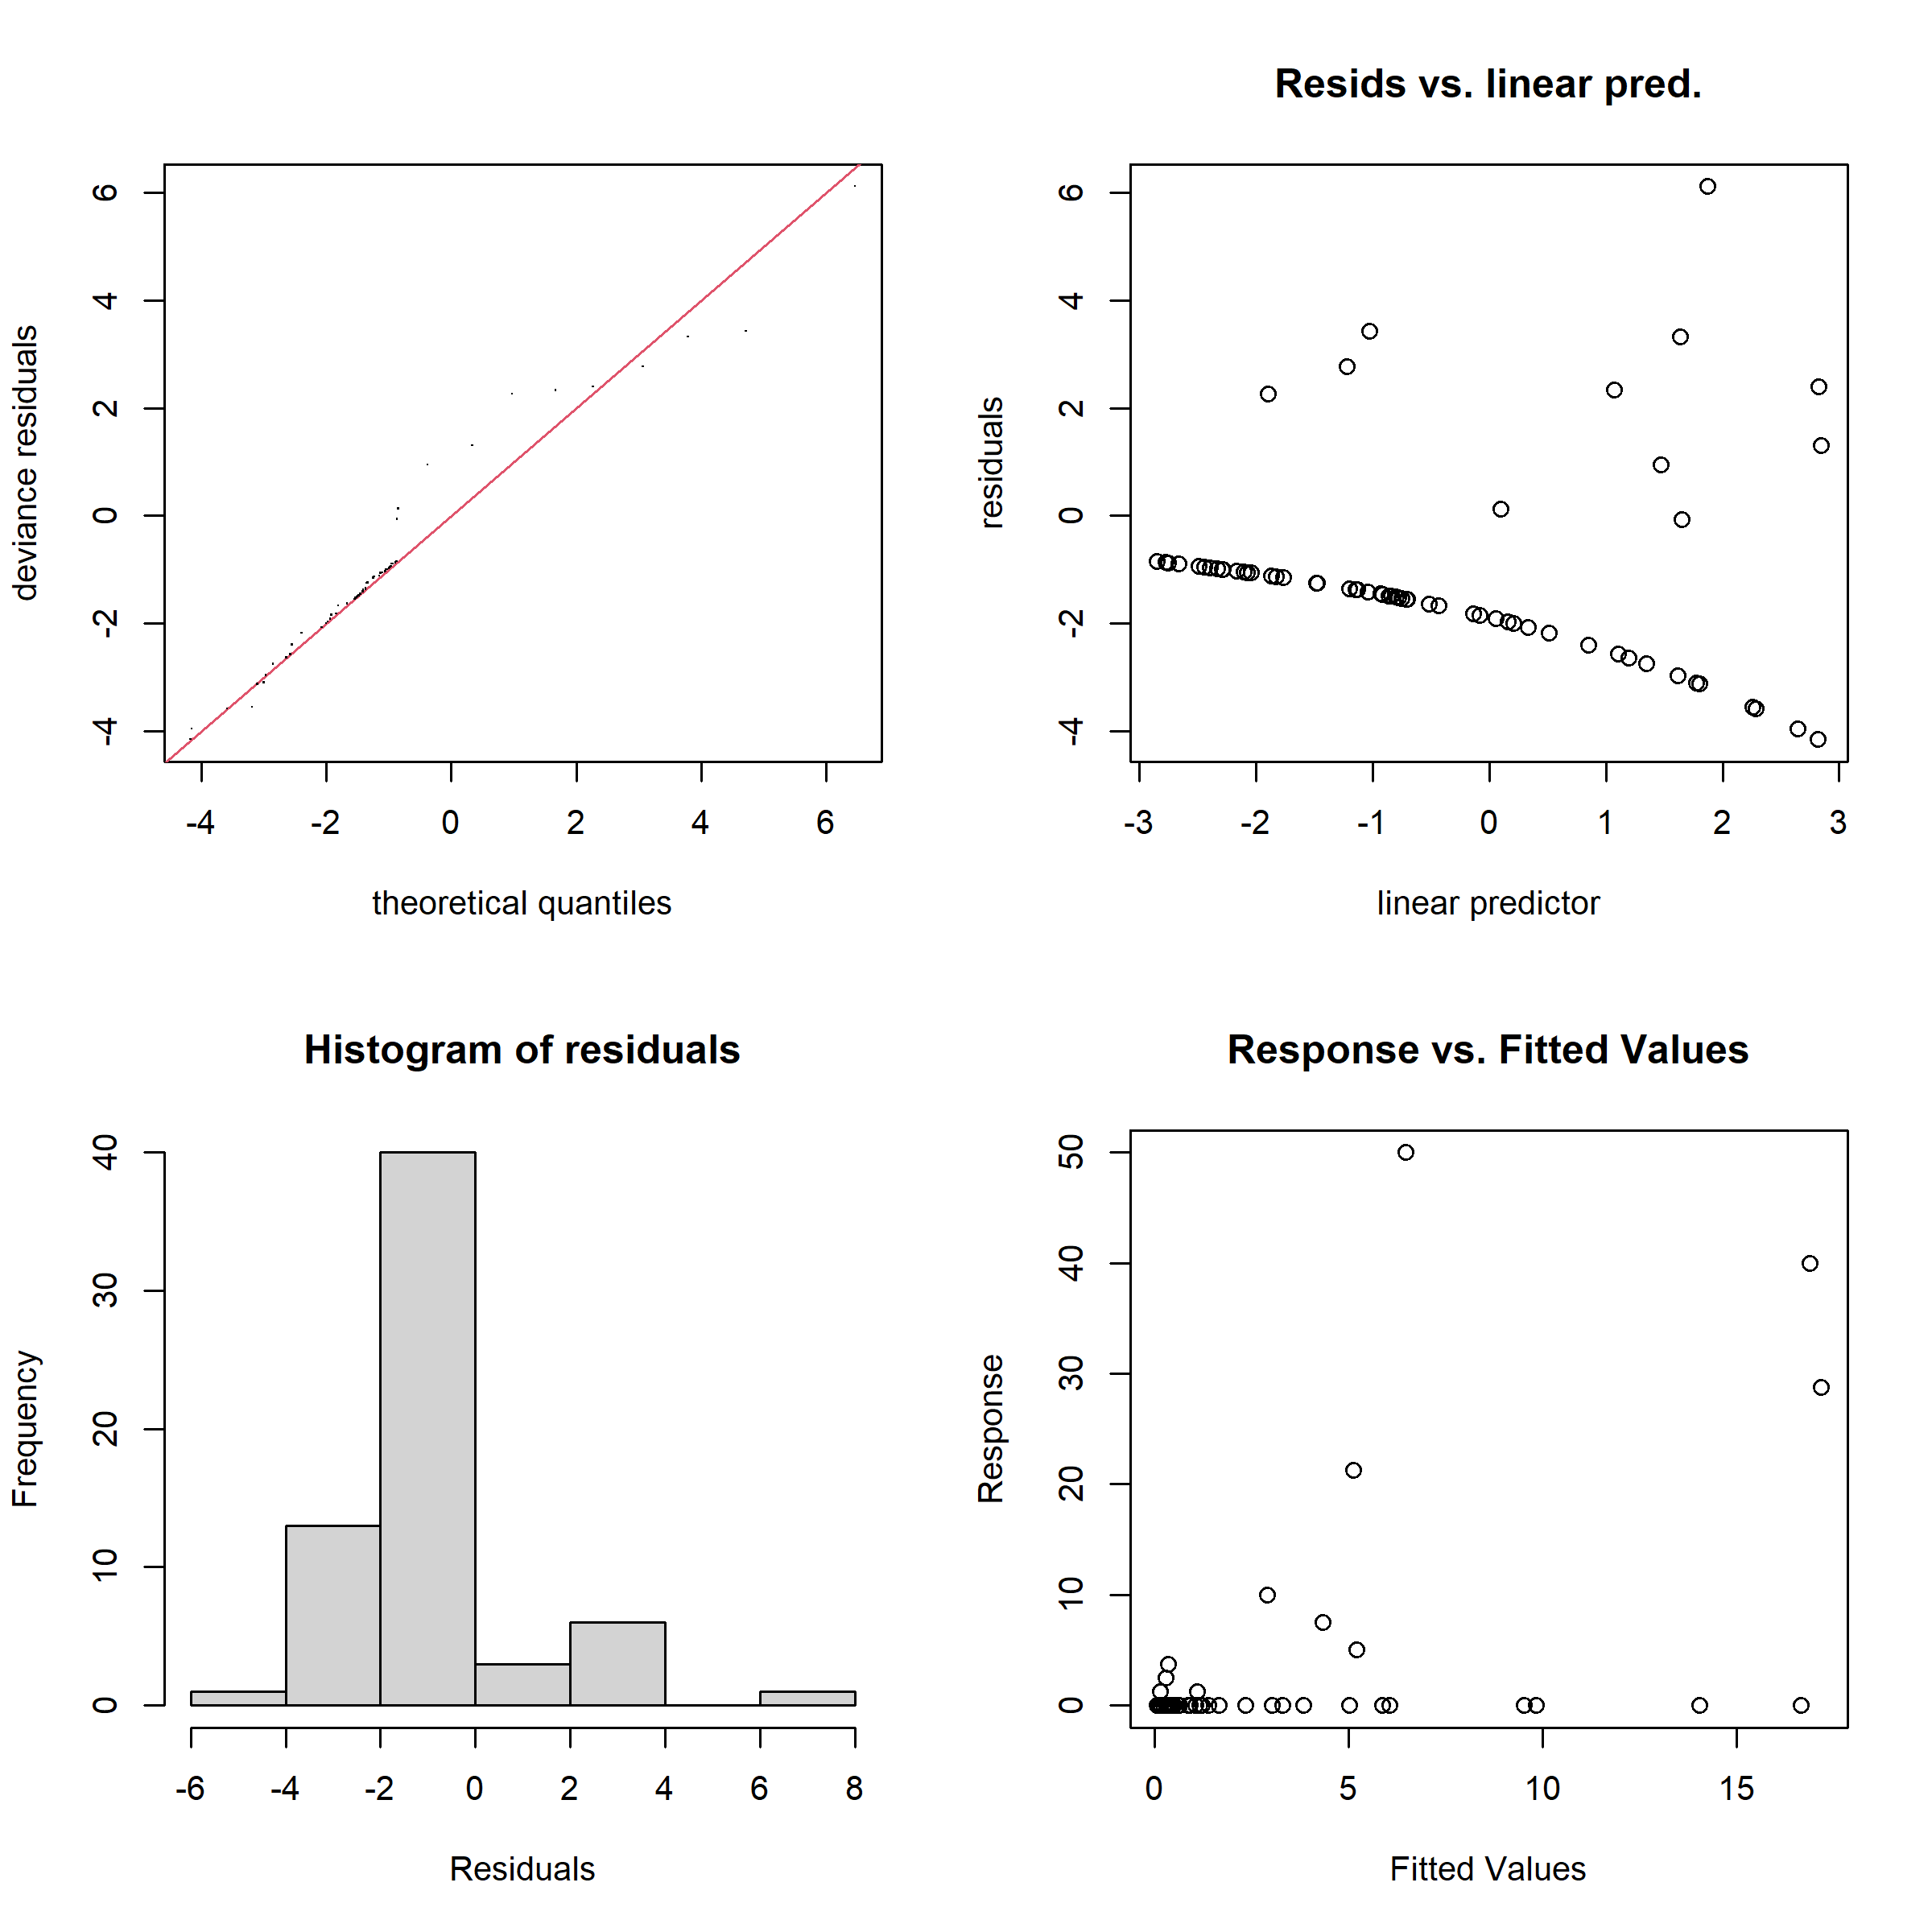 6
4
2
0
-2
-4
deviance residuals
-4 -2 0 2 4 6
theoretical quantiles
Resids vs. linear pred.
6
4
2
0
-2
-4
residuals
-3 -2 -1 0 1 2 3
linear predictor
Histogram of residuals
40
30
20
10
0
Frequency
-6 -4 -2 0 2 4 6 8
Residuals
Response vs. Fitted Values
50
40
30
20
10
0
Response
0 5 10 15
Fitted Values